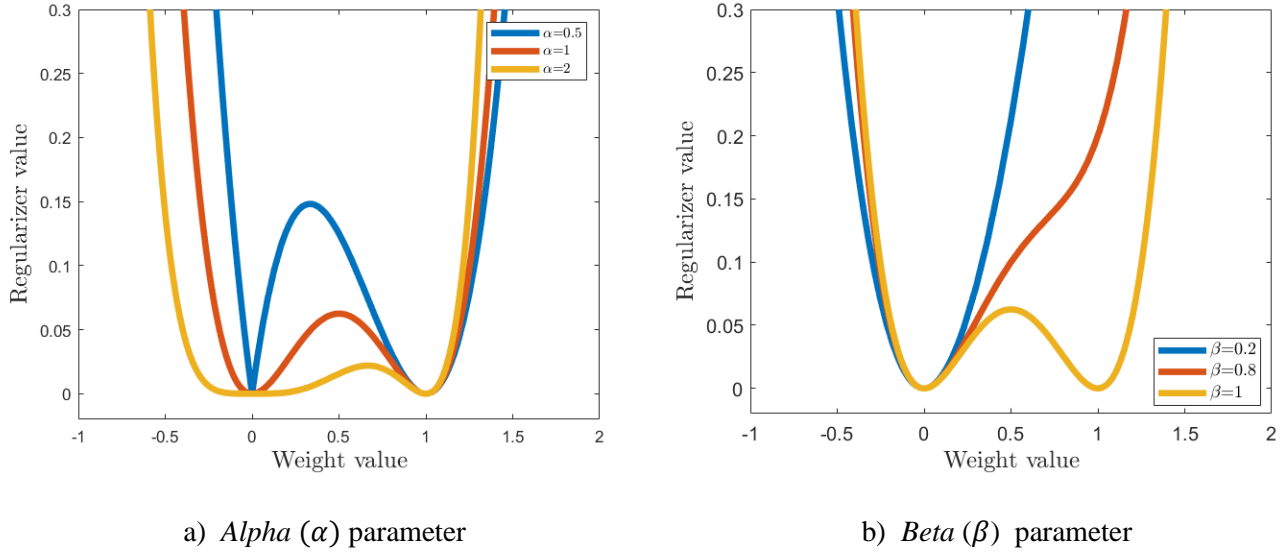 0.3
0.25
0.2
0.15
0.1
0.05
0
-1 -0.5 0 0.5 1 1.5 2
Regularizer value
Weight value
α=0.5
α=1
α=2
a) Alpha (α) parameter
0.3
0.25
0.2
0.15
0.1
0.05
0
-1 -0.5 0 0.5 1 1.5 2
Regularizer value
Weight value
β=0.2
β=0.8
β=1
b) Beta (β) parameter